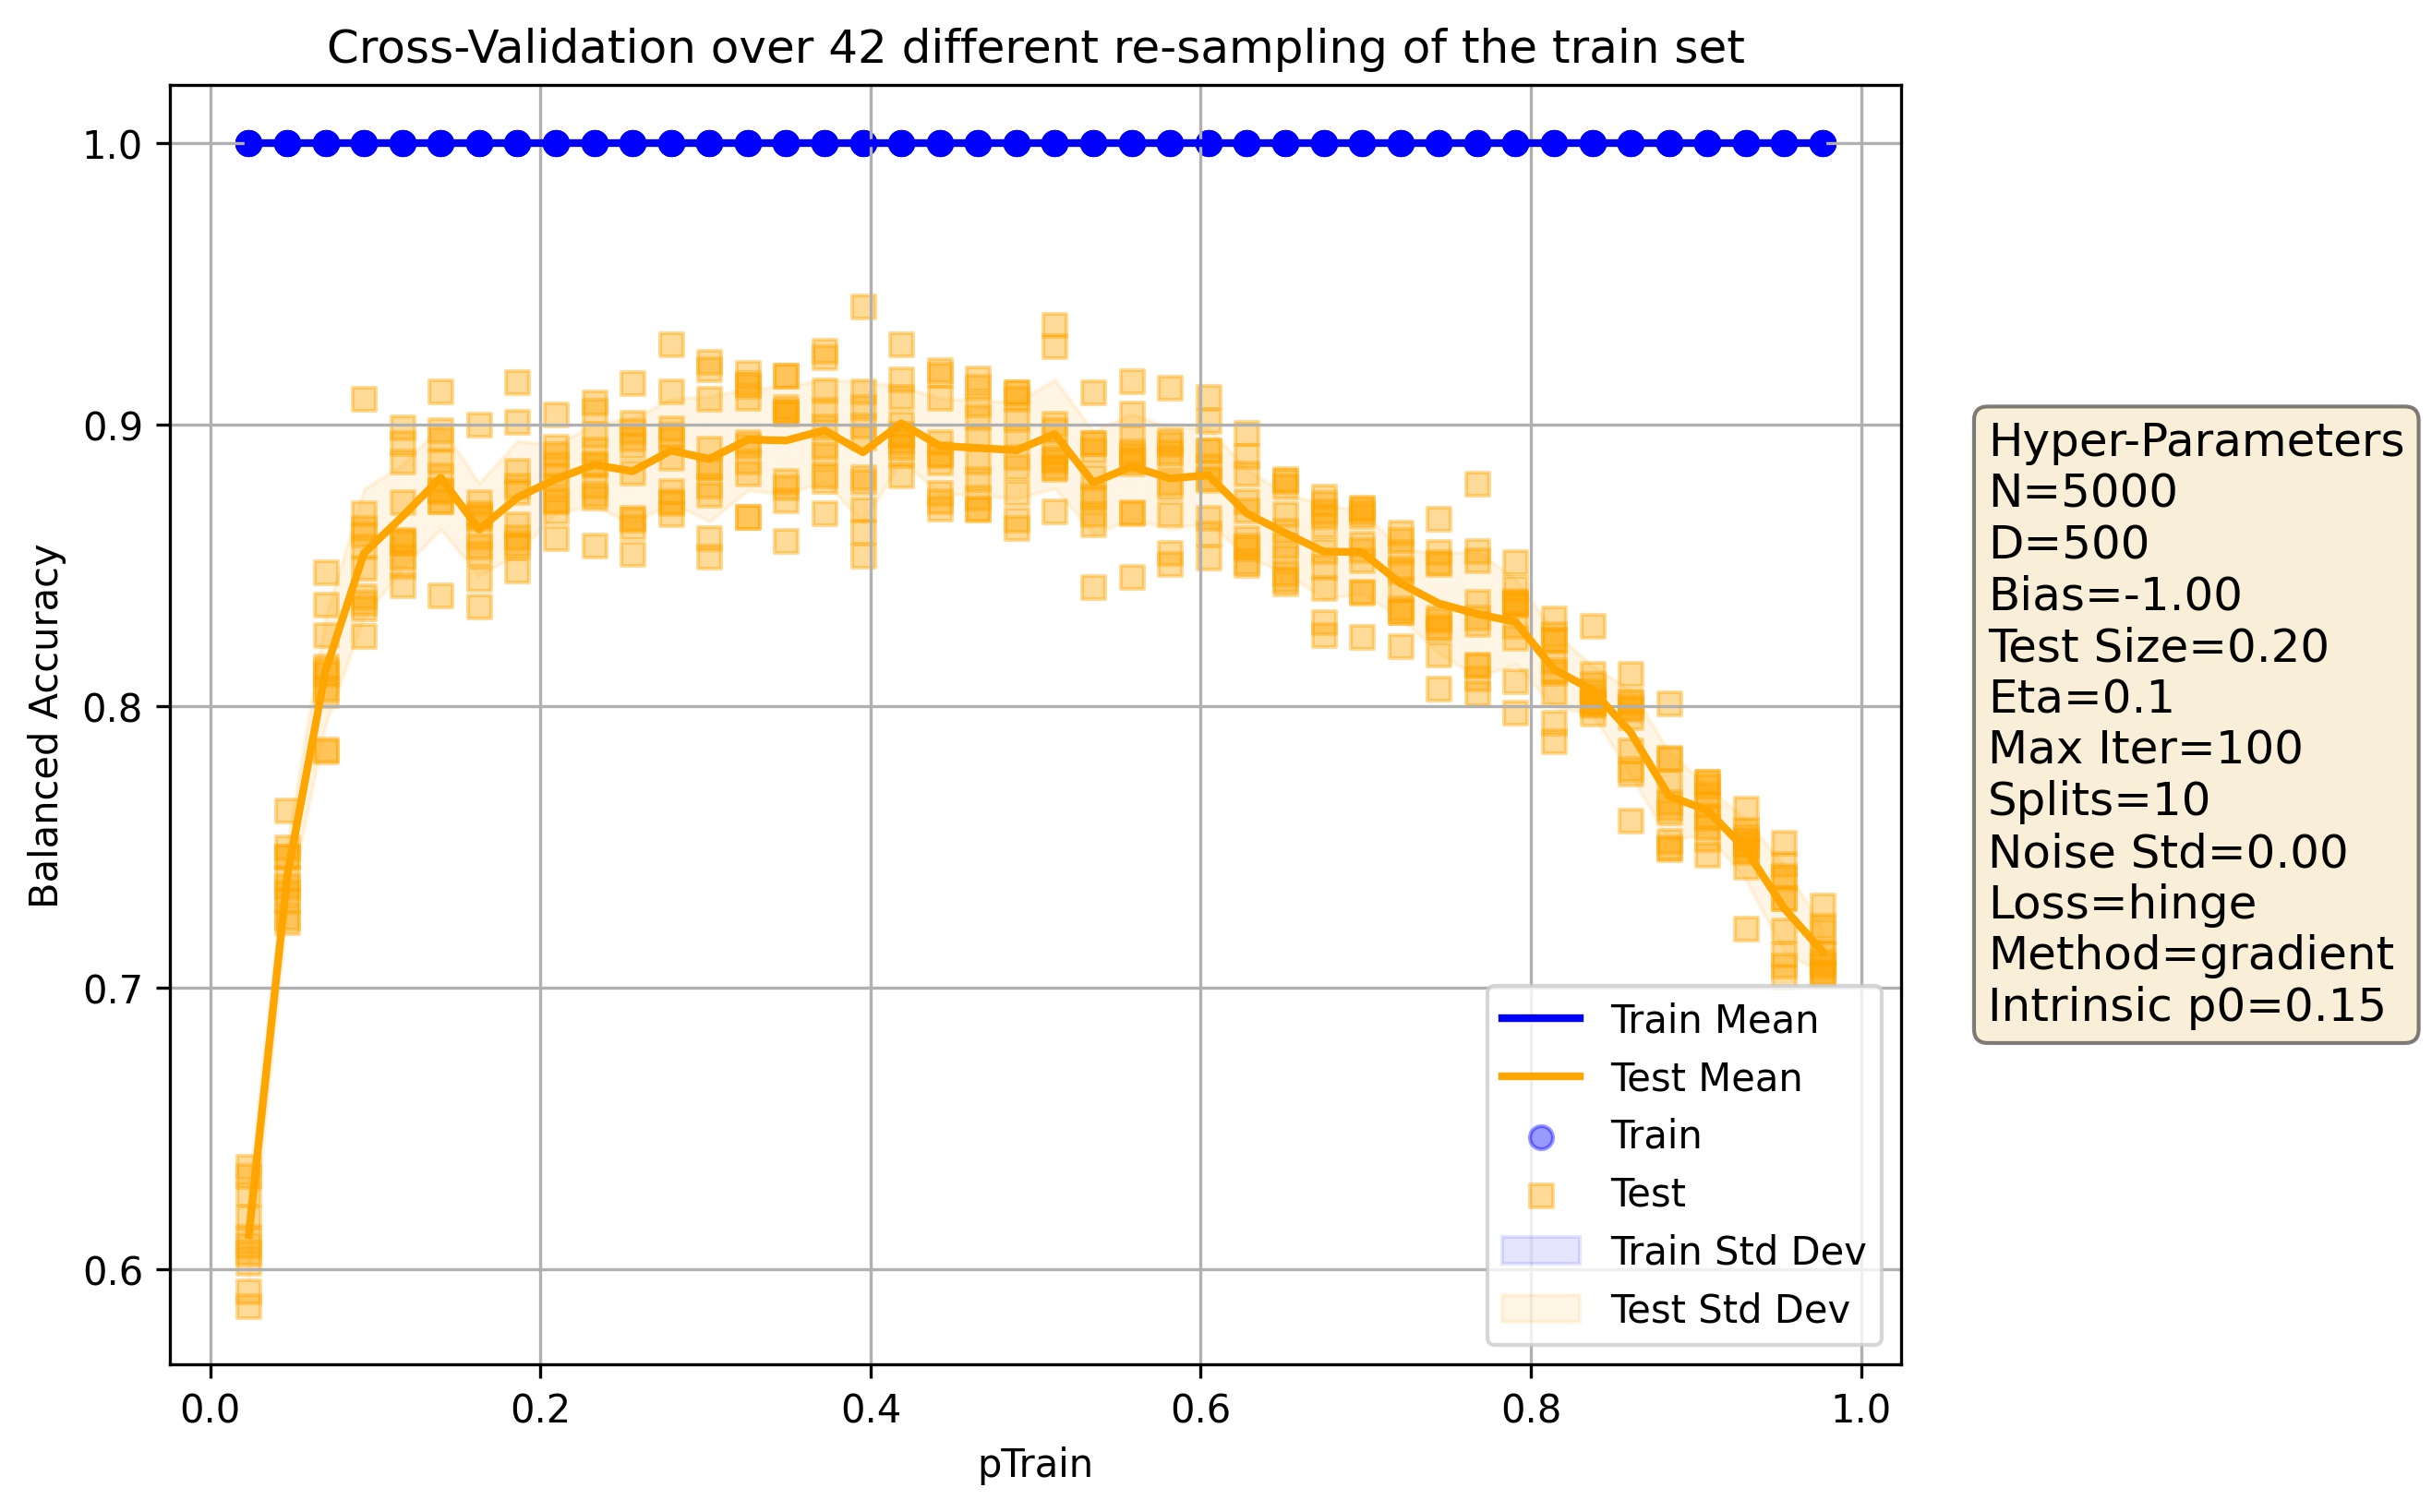 Cross-Validation over 42 different re-sampling of the train set
1.0
0.9
0.8
0.7
0.6
Balanced Accuracy
0.0 0.2 0.4 0.6 0.8 1.0
pTrain
Train Mean
Test Mean
Train
Test
Train Std Dev
Test Std Dev
Hyper-Parameters
N=5000
D=500
Bias=-1.00
Test Size=0.20
Eta=0.1
Max Iter=100
Splits=10
Noise Std=0.00
Loss=hinge
Method=gradient
Intrinsic p0=0.15